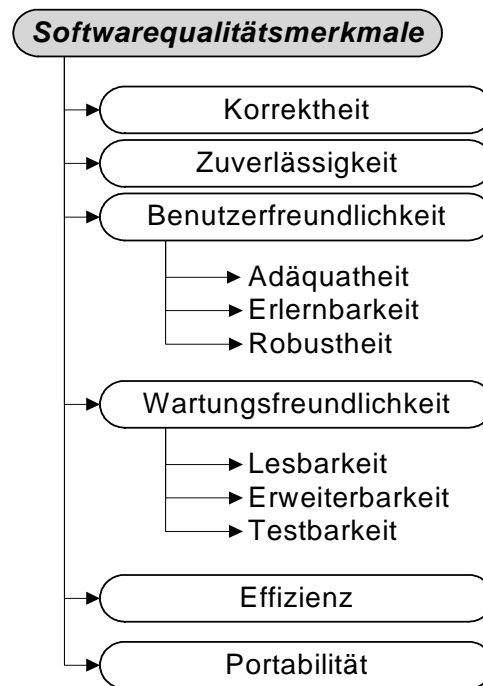 Softwarequalitätsmerkmale
Korrektheit
Zuverlässigkeit
Benutzerfreundlichkeit
Adäquatheit
Erlernbarkeit
Robustheit
Wartungsfreundlichkeit
Lesbarkeit
Erweiterbarkeit
Testbarkeit
Effizienz
Portabilität